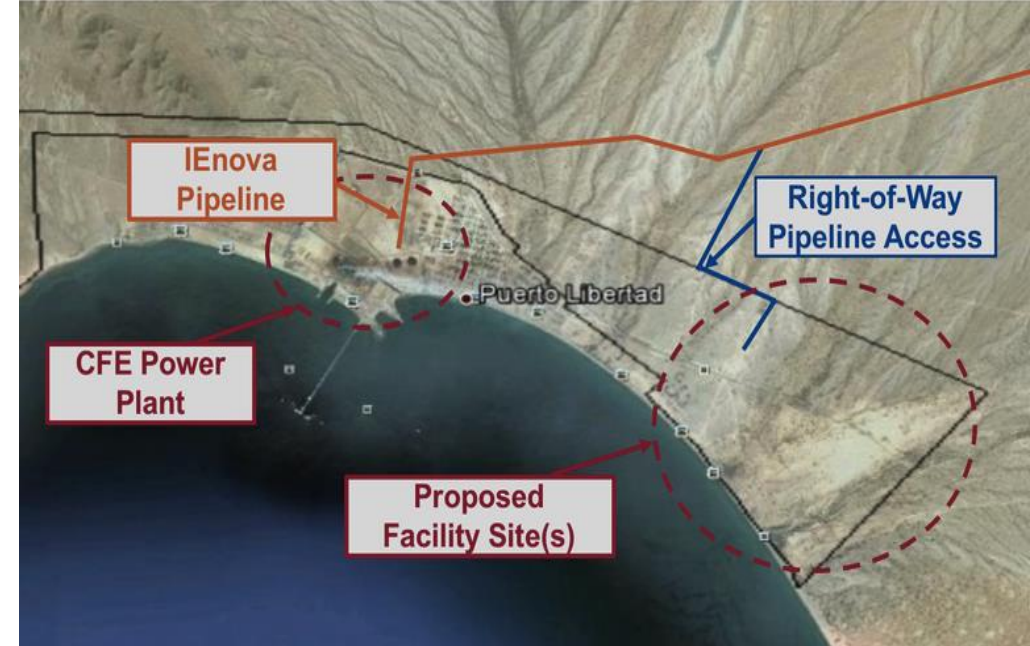 IEnova
Pipeline
Right-of-Way
Pipeline Access
Puerto Libertad
CFE Power
Plant
Proposed
Facility Site(s)